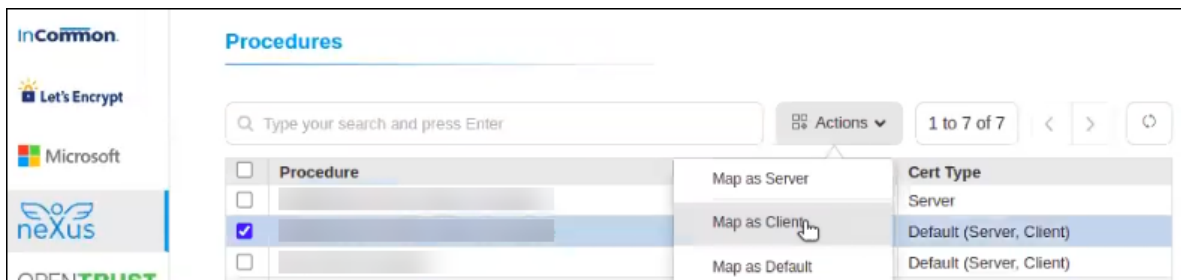 InCommon.
Let's Encrypt
Microsoft
neXus
OPENTRUST
Procedures
Type your search and press Enter
Actions
1 to 7 of 7
Procedure
Cert Type
Map as Server
Server
Map as Client
Default (Server, Client)
Map as Default
Default (Server, Client)